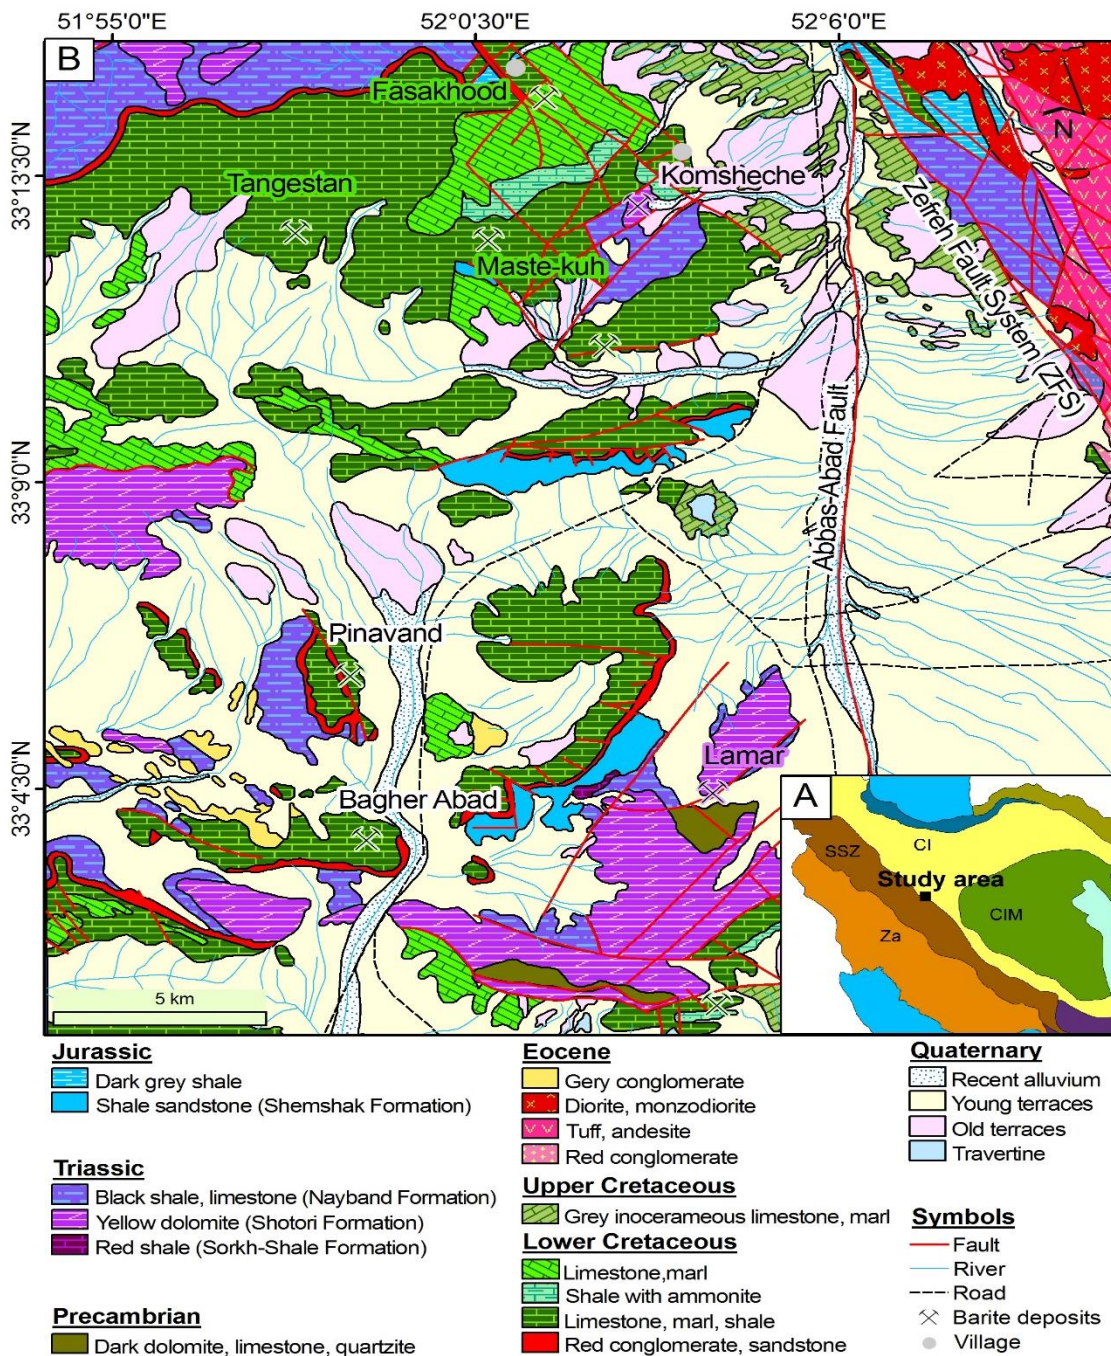 51°55'0"E 52°0'30"E 52°6'0"E
B
Fasakhood
N
33°13'30"N
Tangestan
Komsheche
Zefreh Fault System (ZFS)
Maste-kuh
33°9'0"N
Abbas-Abad Fault
Pinavand
Lamar
33°4'30"N
Bagher Abad
A
CI
SSZ
Study area
CIM
Za
5 km
Jurassic
Dark grey shale
Shale sandstone (Shemshak Formation)
Triassic
Black shale, limestone (Nayband Formation)
Yellow dolomite (Shotori Formation)
Red shale (Sorkh-Shale Formation)
Precambrian
Dark dolomite, limestone, quartzite
Eocene
Gery conglomerate
Diorite, monzodiorite
Tuff, andesite
Red conglomerate
Upper Cretaceous
Grey inocerameous limestone, marl
Lower Cretaceous
Limestone,marl
Shale with ammonite
Limestone, marl, shale
Red conglomerate, sandstone
Quaternary
Recent alluvium
Young terraces
Old terraces
Travertine
Symbols
Fault
River
Road
Barite deposits
Village